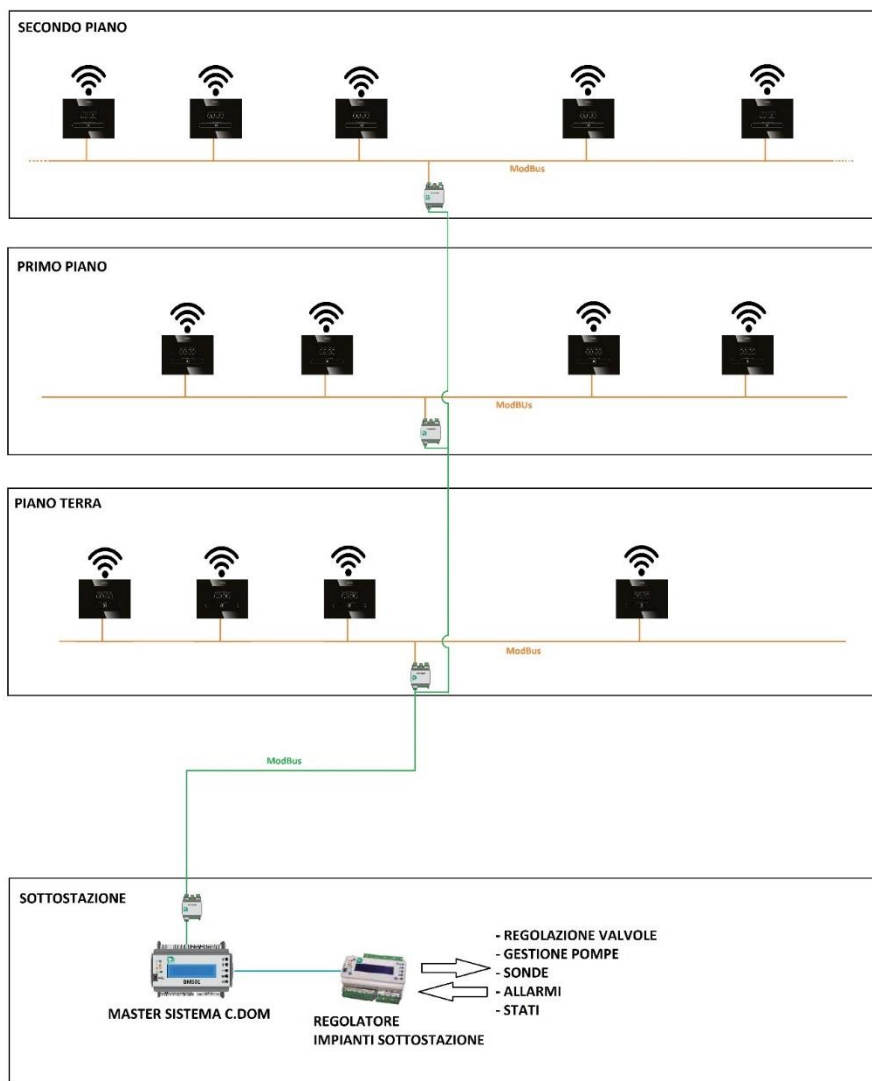 SECONDO PIANO
ModBus
PRIMO PIANO
ModBUs
PIANO TERRA
ModBus
ModBus
SOTTOSTAZIONE
- REGOLAZIONE VALVOLE
- GESTIONE POMPE
- SONDE
- ALLARMI
- STATI
MASTER SISTEMA C.DOM
REGOLATORE
IMPIANTI SOTTOSTAZIONE